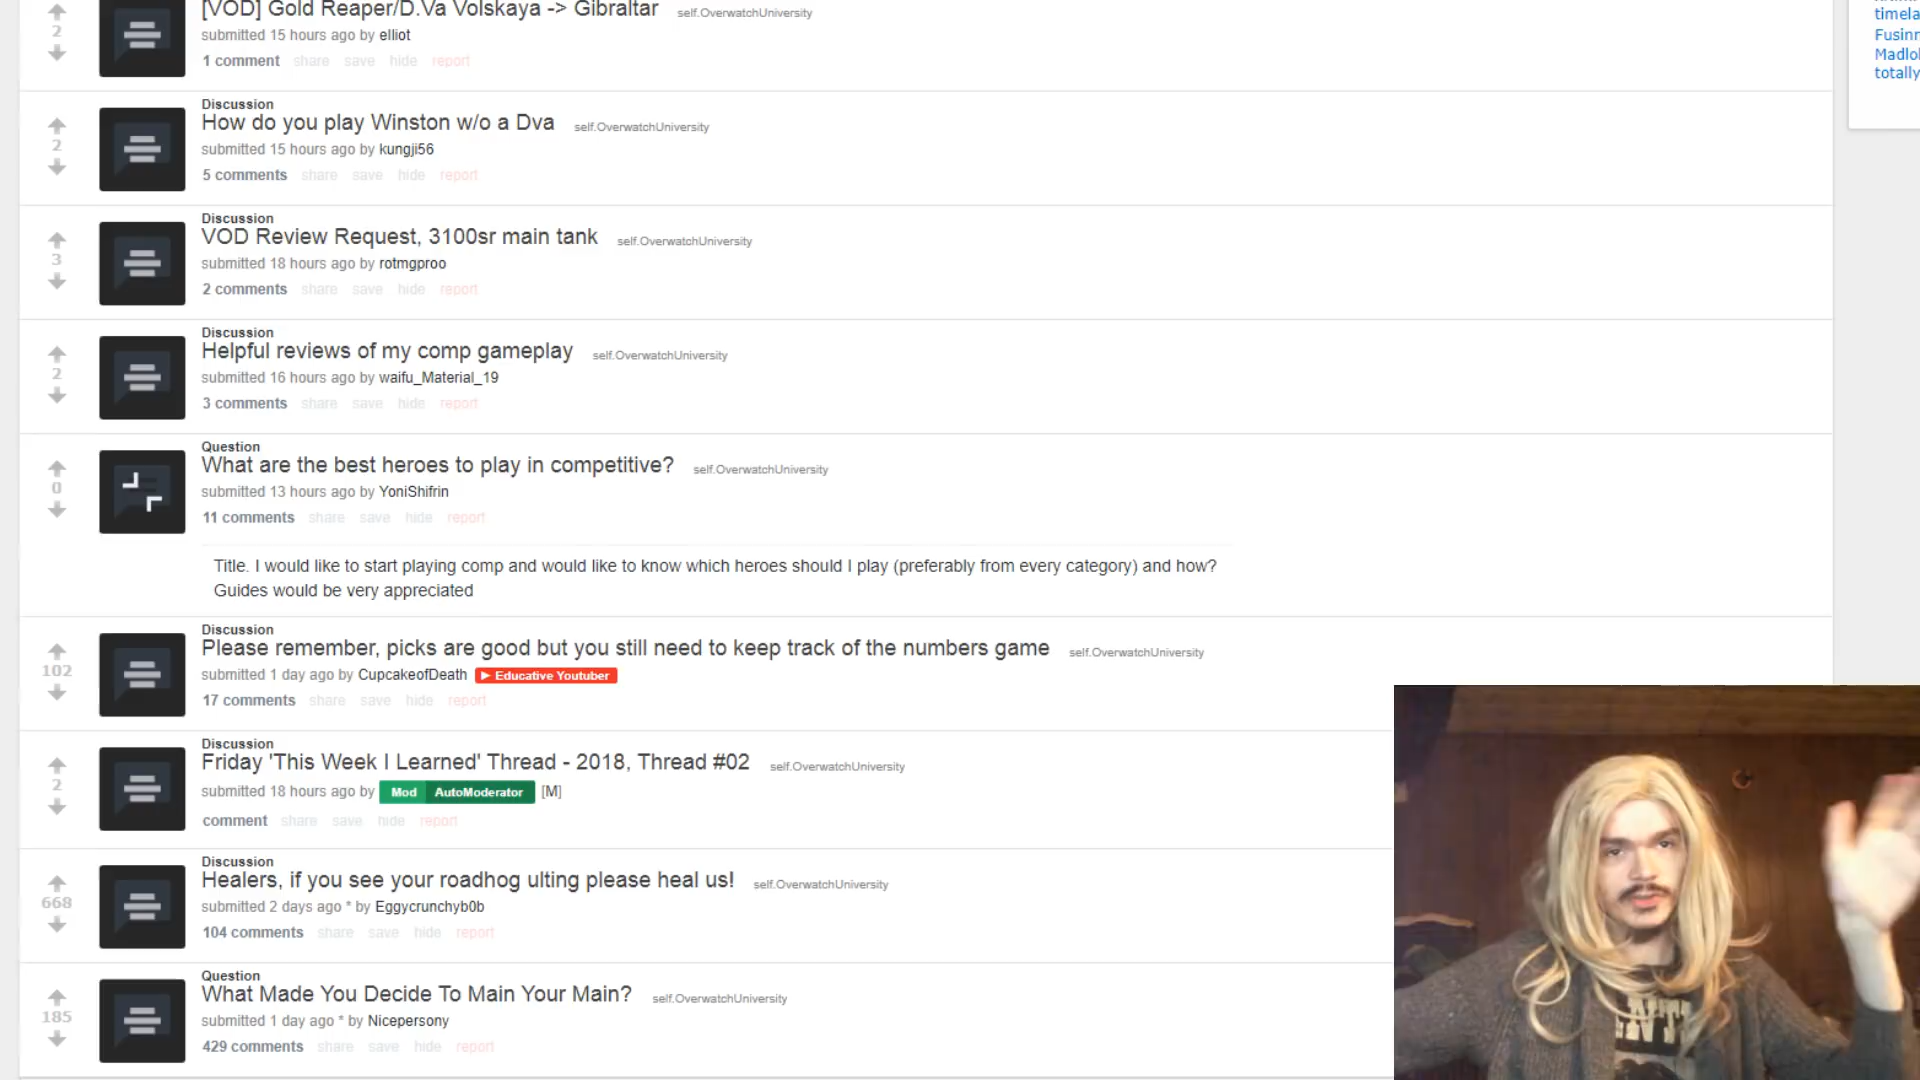 [VOD] Gold Reaper/D.Va Volskaya -> Gibraltar self.OverwatchUniversity
2
submitted 15 hours ago by elliot
1 comment share save hide report
Discussion
How do you play Winston w/o a Dva self.OverwatchUniversity
2
submitted 15 hours ago by kungji56
5 comments share save hide report
Discussion
VOD Review Request, 3100sr main tank self.OverwatchUniversity
3
submitted 18 hours ago by rotmgproo
2 comments share save hide report
Discussion
Helpful reviews of my comp gameplay self.OverwatchUniversity
2
submitted 16 hours ago by waifu_Material_19
3 comments share save hide report
Question
What are the best heroes to play in competitive? self.OverwatchUniversity
0
submitted 13 hours ago by YoniShifrin
11 comments share save hide report
Title. I would like to start playing comp and would like to know which heroes should I play (preferably from every category) and how?
Guides would be very appreciated
Discussion
Please remember, picks are good but you still need to keep track of the numbers game self.OverwatchUniversity
102
submitted 1 day ago by CupcakeofDeath ▶ Educative Youtuber
17 comments share save hide report
Discussion
Friday 'This Week I Learned' Thread - 2018, Thread #02 self.OverwatchUniversity
2
submitted 18 hours ago by Mod AutoModerator [M]
comment share save hide report
Discussion
Healers, if you see your roadhog ulting please heal us! self.OverwatchUniversity
668
submitted 2 days ago * by Eggycrunchyb0b
104 comments share save hide report
Question
What Made You Decide To Main Your Main? self.OverwatchUniversity
185
submitted 1 day ago * by Nicepersony
429 comments share save hide report
timela
Fusinr
Madlol
totally